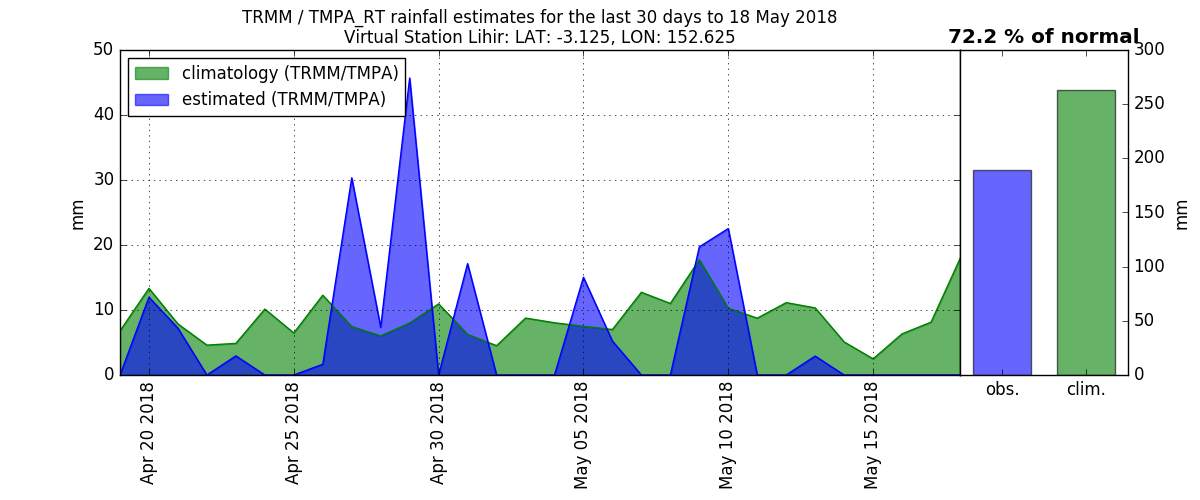 TRMM / TMPA_RT rainfall estimates for the last 30 days to 18 May 2018
Virtual Station Lihir: LAT: -3.125, LON: 152.625
72.2 % of normal
climatology (TRMM/TMPA)
estimated (TRMM/TMPA)
50
40
30
20
10
0
mm
Apr 20 2018
Apr 25 2018
Apr 30 2018
May 05 2018
May 10 2018
May 15 2018
obs.
clim.
300
250
200
150
100
50
0
mm